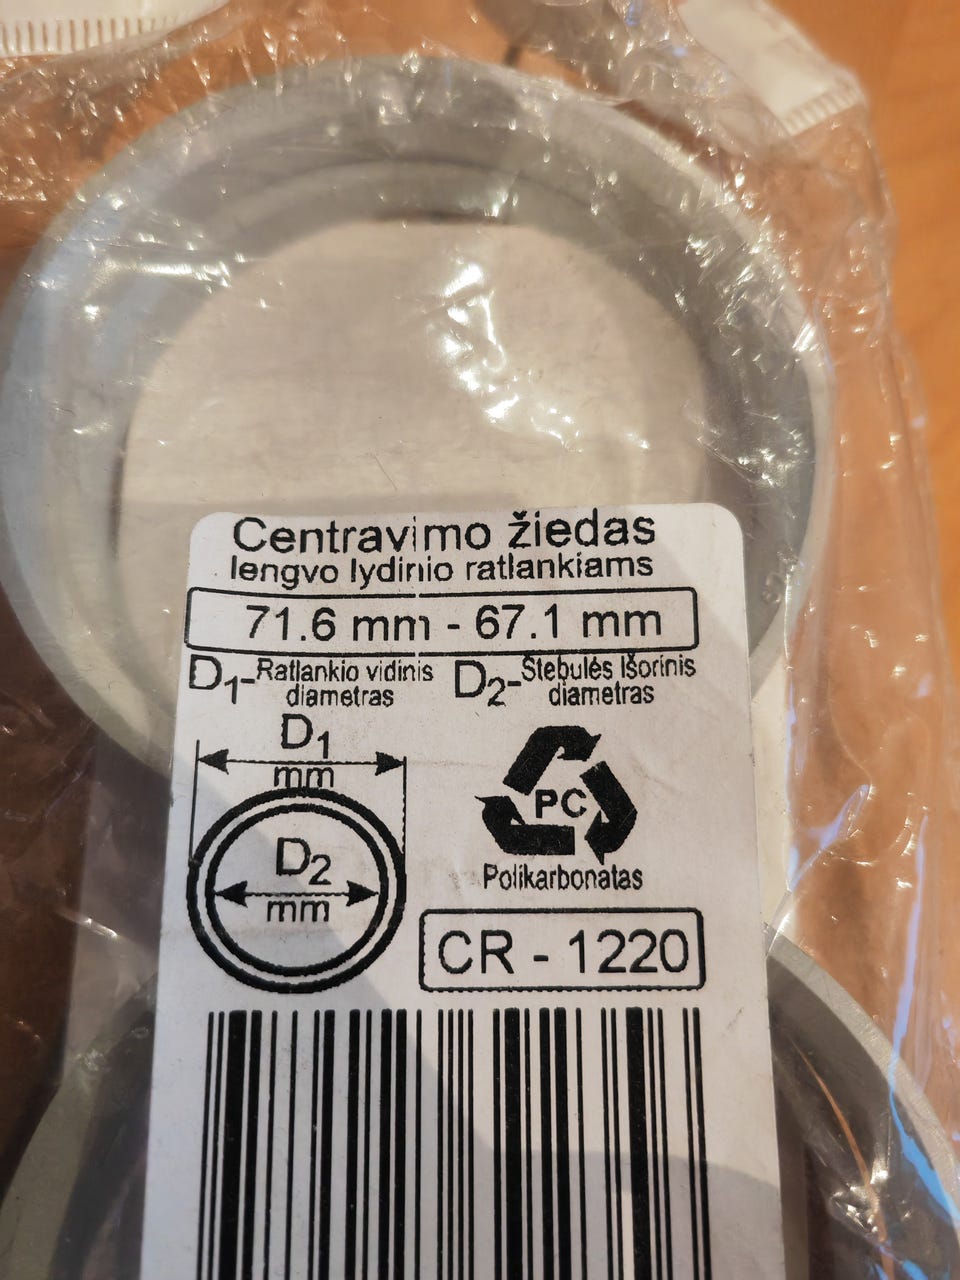 Centravimo žiedas
lengvo lydinio ratlankiams
71.6 mm - 67.1 mm
D1-Ratlankio vidinis diametras
D2-Stebulės Išorinis diametras
D1
mm
D2
mm
PC
Polikarbonatas
CR - 1220